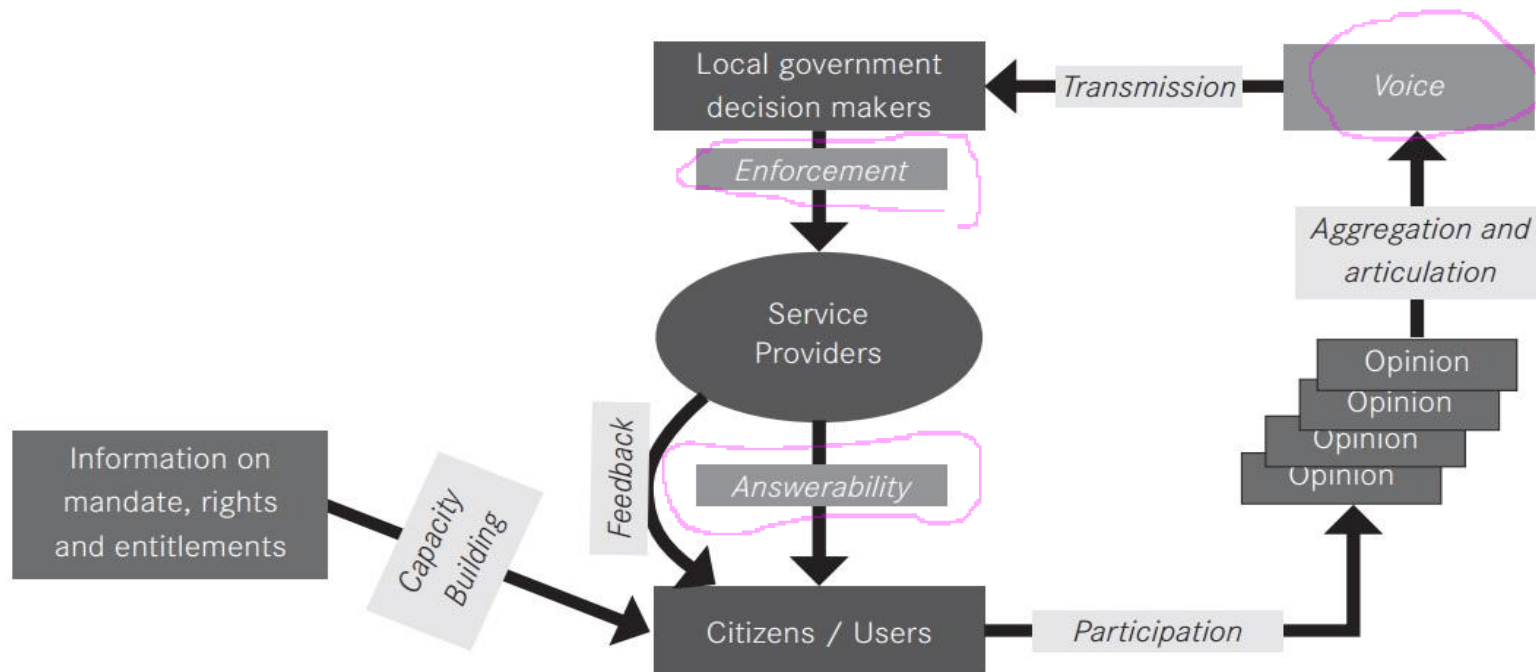 Local government
decision makers
Transmission
Voice
Enforcement
Aggregation and
articulation
Service
Providers
Opinion
Opinion
Opinion
Opinion
Feedback
Answerability
Information on
mandate, rights
and entitlements
Capacity
Building
Citizens / Users
Participation